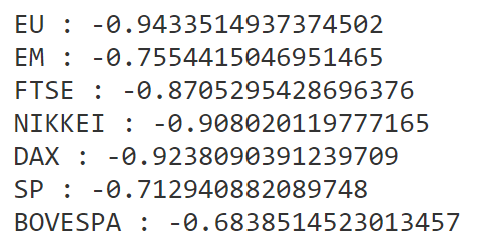 EU : -0.9433514937374502
EM : -0.7554415046951465
FTSE : -0.8705295428696376
NIKKEI : -0.908020119777165
DAX : -0.9238090391239709
SP : -0.712940882089748
BOVESPA : -0.6838514523013457